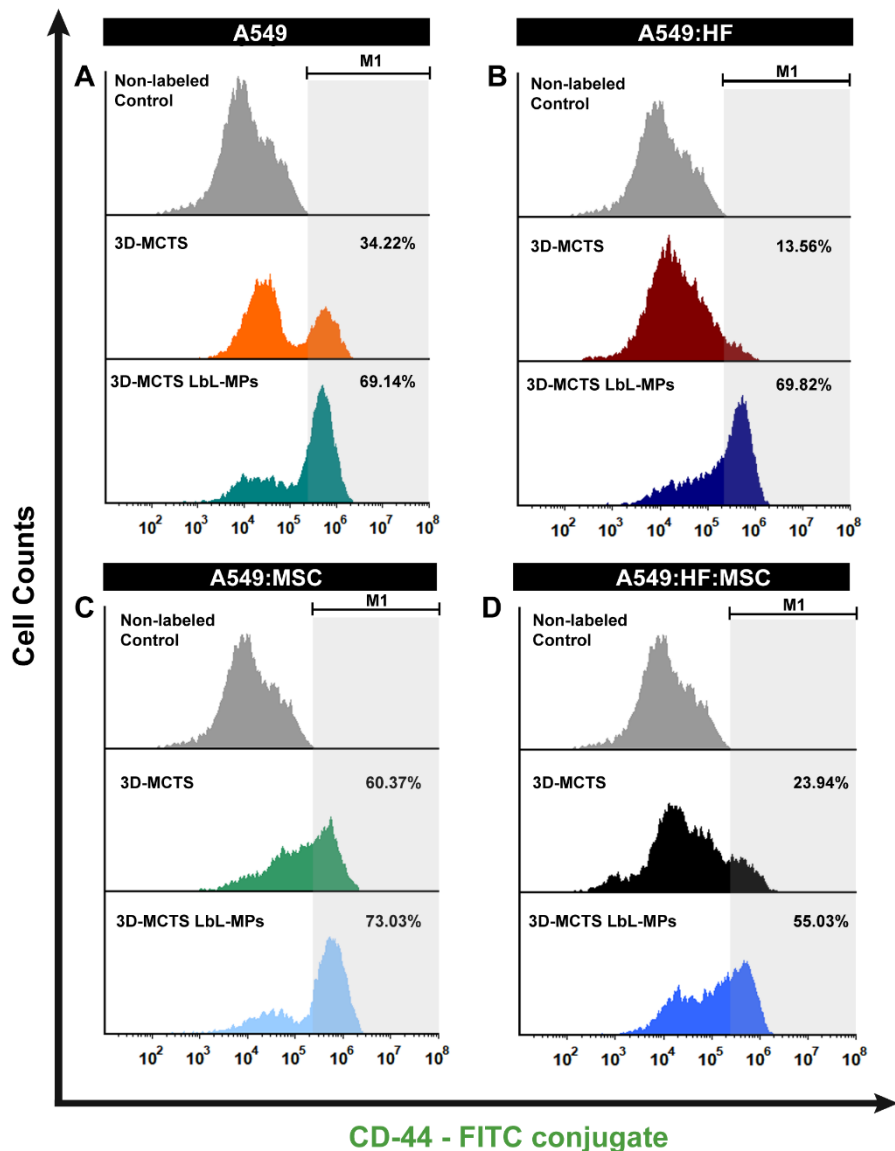 A549
A
M1
Non-labeled
Control
3D-MCTS
34.22%
3D-MCTS LbL-MPs
69.14%
10² 10³ 10⁴ 10⁵ 10⁶ 10⁷ 10⁸
A549:HF
B
M1
Non-labeled
Control
3D-MCTS
13.56%
3D-MCTS LbL-MPs
69.82%
10² 10³ 10⁴ 10⁵ 10⁶ 10⁷ 10⁸
A549:MSC
C
M1
Non-labeled
Control
3D-MCTS
60.37%
3D-MCTS LbL-MPs
73.03%
10² 10³ 10⁴ 10⁵ 10⁶ 10⁷ 10⁸
A549:HF:MSC
D
M1
Non-labeled
Control
3D-MCTS
23.94%
3D-MCTS LbL-MPs
55.03%
10² 10³ 10⁴ 10⁵ 10⁶ 10⁷ 10⁸
Cell Counts
CD-44 - FITC conjugate